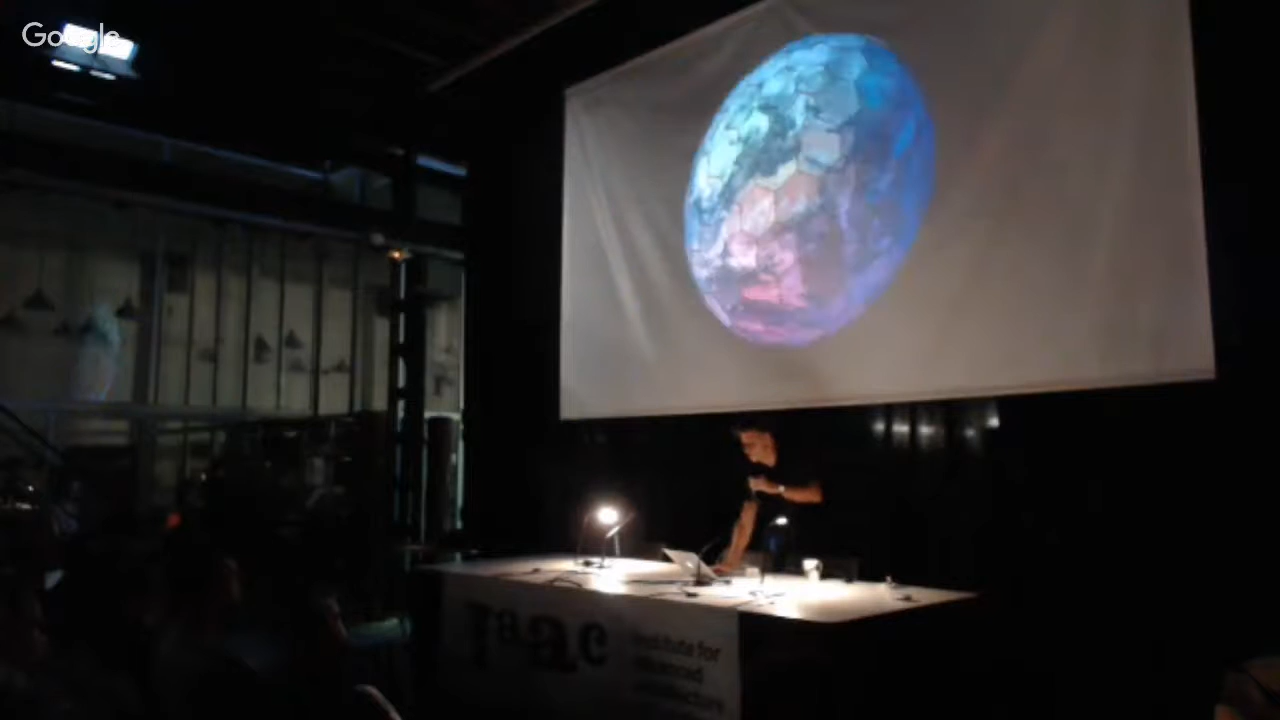 Google
Iaac
Institute for
advanced
architecture